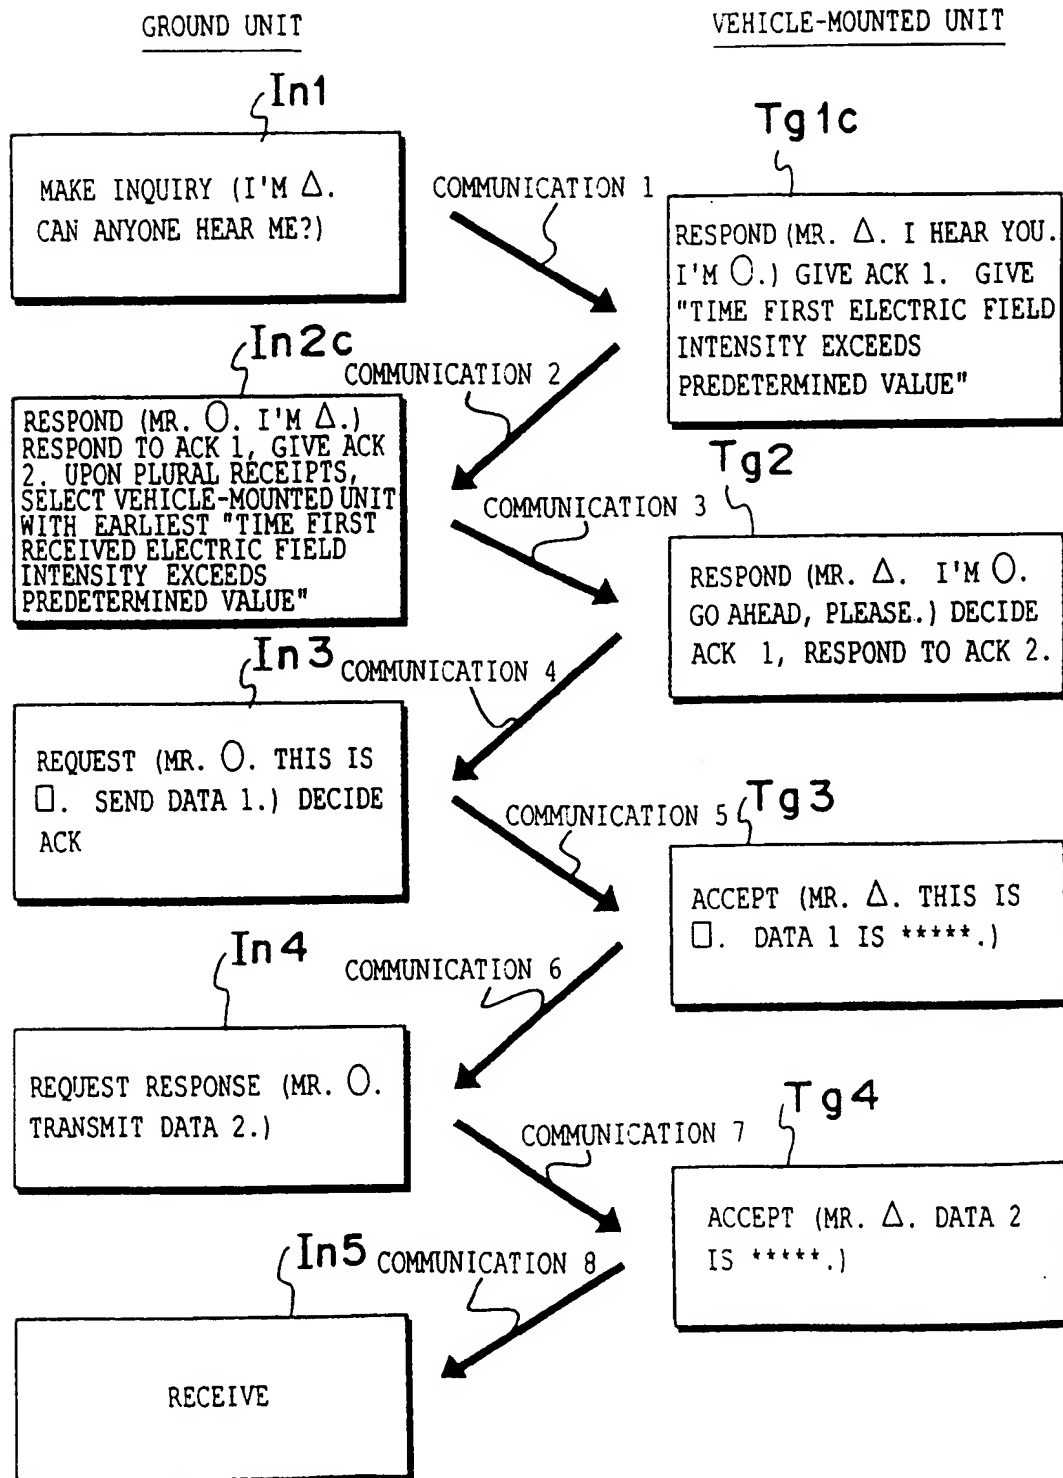 GROUND UNIT
VEHICLE-MOUNTED UNIT
In1
MAKE INQUIRY (I'M △.
CAN ANYONE HEAR ME?)
COMMUNICATION 1
Tg1c
RESPOND (MR. △. I HEAR YOU.
I'M ○.) GIVE ACK 1. GIVE
"TIME FIRST ELECTRIC FIELD
INTENSITY EXCEEDS
PREDETERMINED VALUE"
In2c
COMMUNICATION 2
RESPOND (MR. ○. I'M △.)
RESPOND TO ACK 1, GIVE ACK
2. UPON PLURAL RECEIPTS,
SELECT VEHICLE-MOUNTED UNIT
WITH EARLIEST "TIME FIRST
RECEIVED ELECTRIC FIELD
INTENSITY EXCEEDS
PREDETERMINED VALUE"
COMMUNICATION 3
Tg2
RESPOND (MR. △. I'M ○.
GO AHEAD, PLEASE.) DECIDE
ACK 1, RESPOND TO ACK 2.
In3
COMMUNICATION 4
REQUEST (MR. ○. THIS IS
□. SEND DATA 1.) DECIDE
ACK
COMMUNICATION 5
Tg3
ACCEPT (MR. △. THIS IS
□. DATA 1 IS *****.)
In4
COMMUNICATION 6
REQUEST RESPONSE (MR. ○.
TRANSMIT DATA 2.)
COMMUNICATION 7
Tg4
ACCEPT (MR. △. DATA 2
IS *****.)
In5
COMMUNICATION 8
RECEIVE